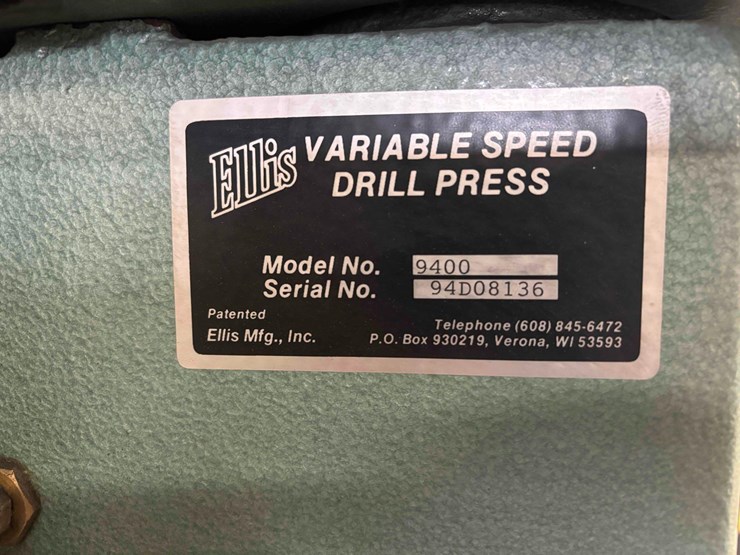 Ellis VARIABLE SPEED
DRILL PRESS
Model No. 9400
Serial No. 94D08136
Patented
Ellis Mfg., Inc.
Telephone (608) 845-6472
P.O. Box 930219, Verona, WI 53593